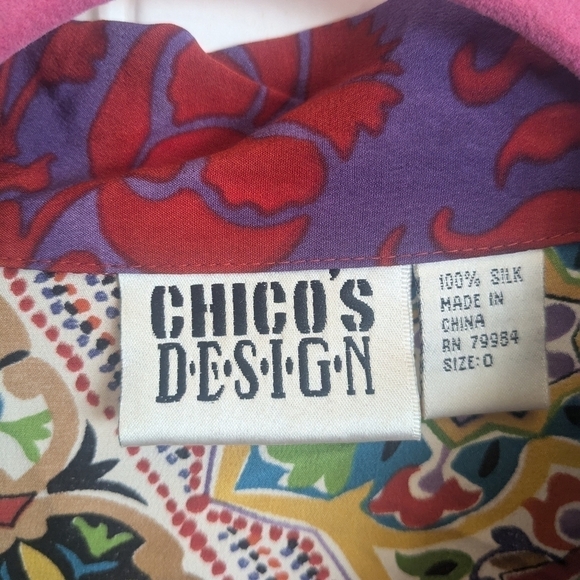 CHICO'S
D•E•S•I•G•N
100% SILK
MADE IN
CHINA
RN 79984
SIZE: 0